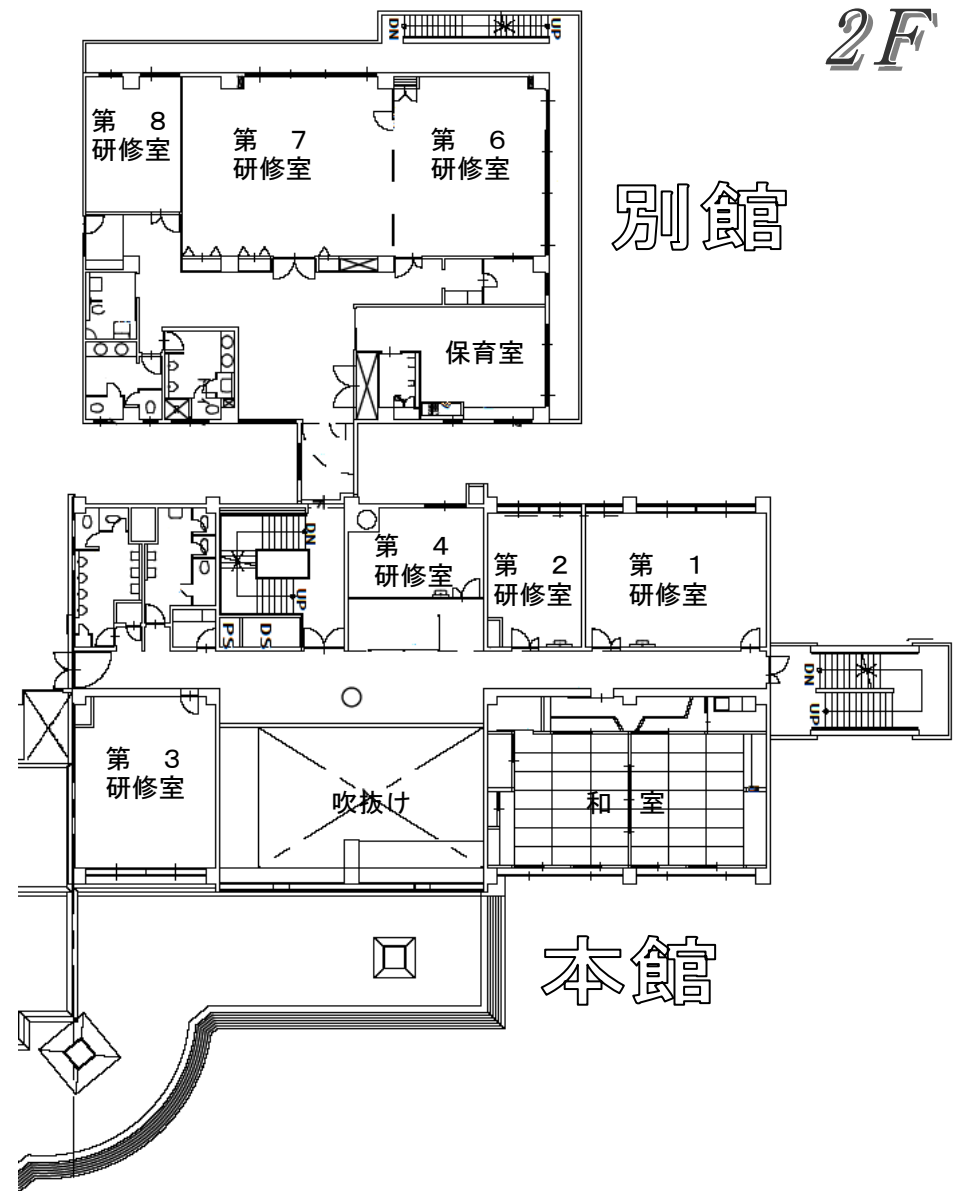 2F
DN UP
第 8
研修室
第 7
研修室
第 6
研修室
別館
保育室
DN
UP
PS DS
第 4
研修室
第 2
研修室
第 1
研修室
DN
UP
第 3
研修室
吹抜け
和 室
本館